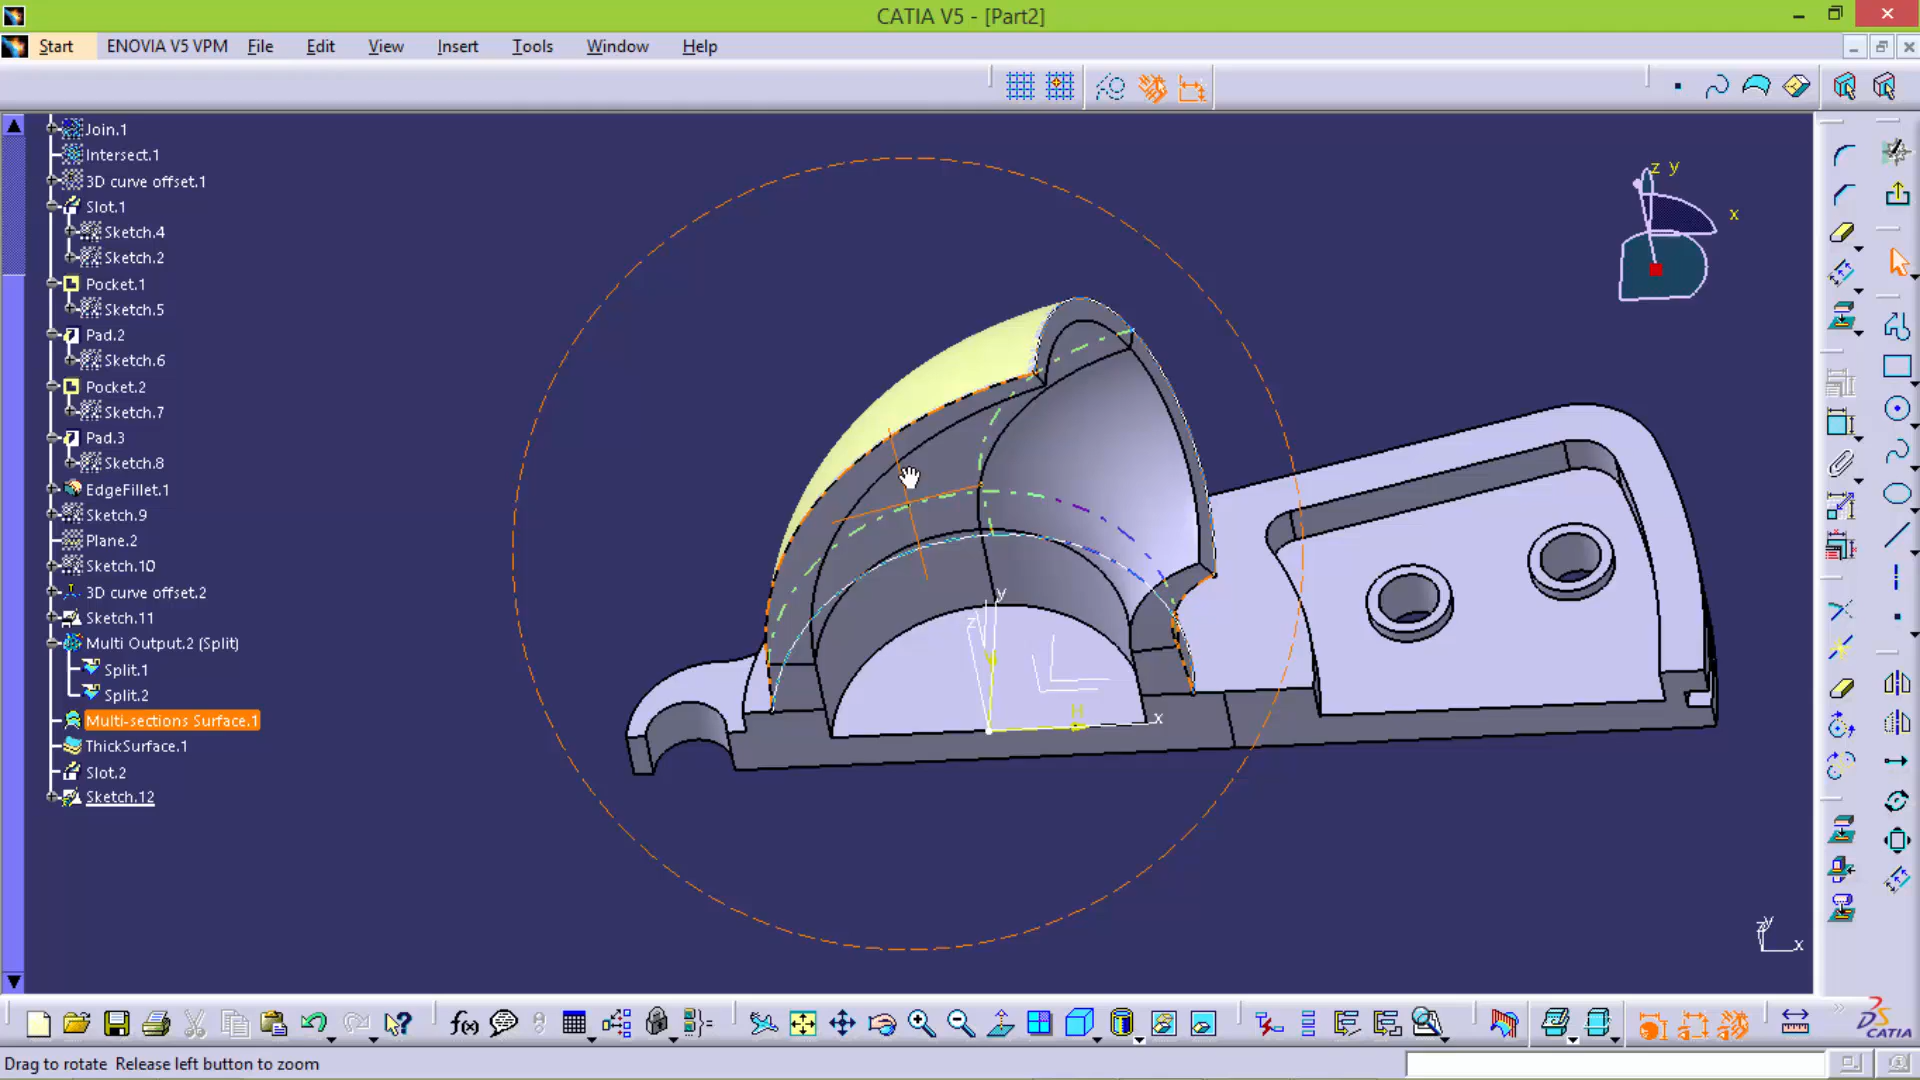 CATIA V5 - [Part2]
Start ENOVIA V5 VPM File Edit View Insert Tools Window Help
Join.1
Intersect.1
3D curve offset.1
Slot.1
Sketch.4
Sketch.2
Pocket.1
Sketch.5
Pad.2
Sketch.6
Pocket.2
Sketch.7
Pad.3
Sketch.8
EdgeFillet.1
Sketch.9
Plane.2
Sketch.10
3D curve offset.2
Sketch.11
Multi Output.2 (Split)
Split.1
Split.2
Multi-sections Surface.1
ThickSurface.1
Slot.2
Sketch.12
z y
x
y
z
H
x
y
x
f(x)
CATIA
Drag to rotate Release left button to zoom